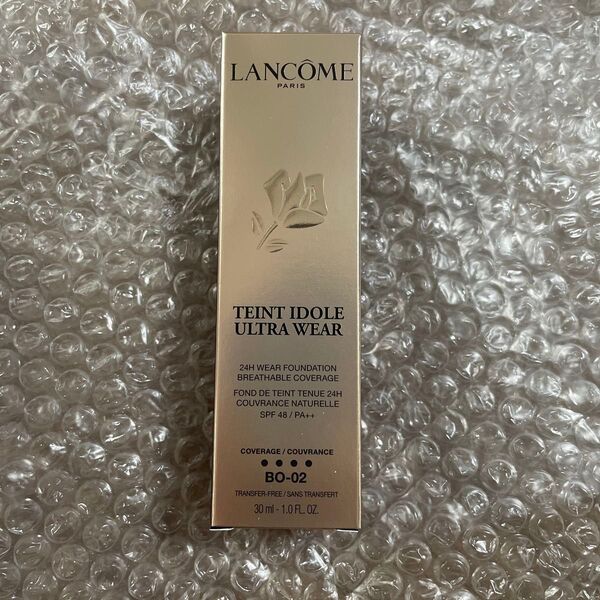 LANCÔME
PARIS
TEINT IDOLE
ULTRA WEAR
24H WEAR FOUNDATION
BREATHABLE COVERAGE
FOND DE TEINT TENUE 24H
COUVRANCE NATURELLE
SPF 48 / PA++
COVERAGE / COUVRANCE
BO-02
TRANSFER-FREE / SANS TRANSFERT
30 ml - 1.0 FL. OZ.